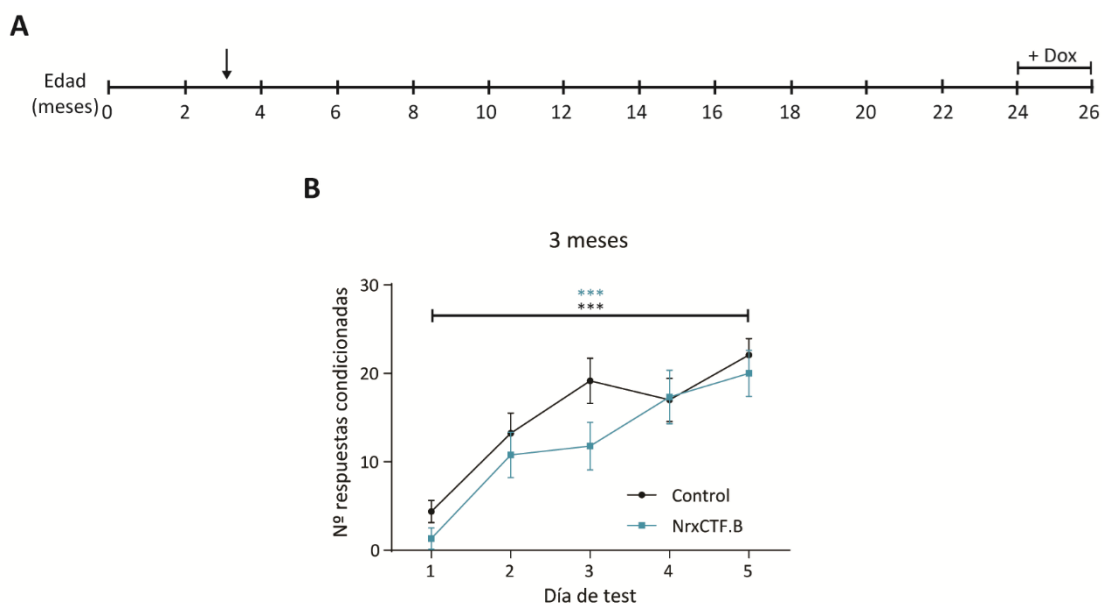 A
+ Dox
Edad
(meses)
0 2 4 6 8 10 12 14 16 18 20 22 24 26
B
3 meses
***
***
30
20
10
0
Nº respuestas condicionadas
Control
NrxCTF.B
1 2 3 4 5
Día de test